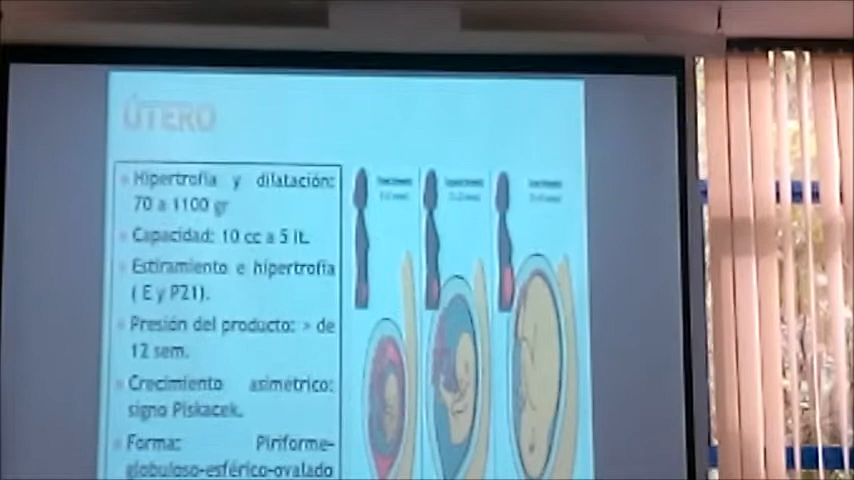 ÚTERO
Hipertrofia y dilatación:
70 a 1100 gr
Capacidad: 10 cc a 5 lt.
Estiramiento e hipertrofia
( E y P21).
Presión del producto: > de
12 sem.
Crecimiento asimétrico:
signo Piskacek.
Forma: Piriforme-
globuloso-esférico-ovalado